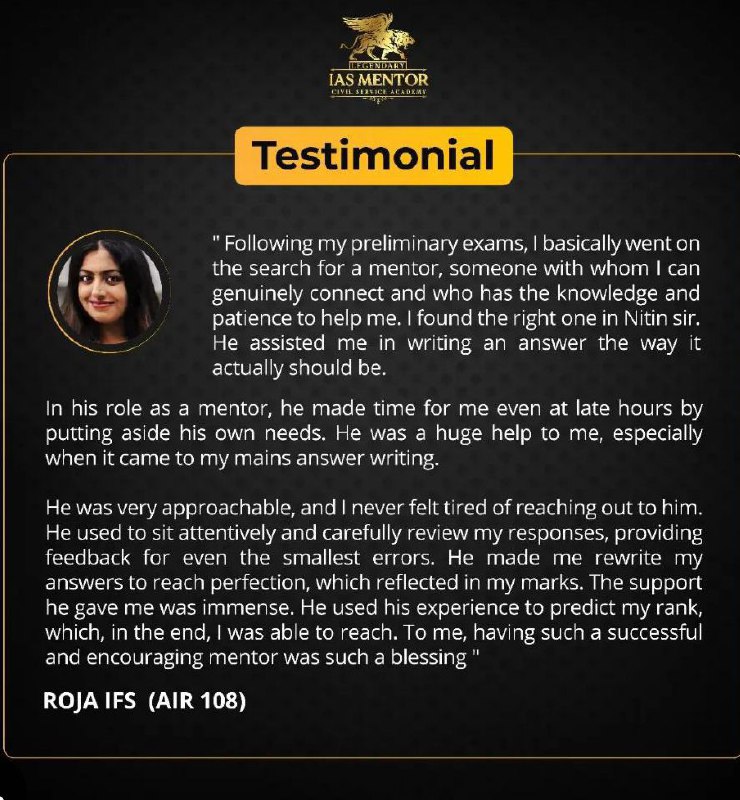 LEGENDARY
IAS MENTOR
CIVIL SERVICE ACADEMY
Testimonial
" Following my preliminary exams, I basically went on
the search for a mentor, someone with whom I can
genuinely connect and who has the knowledge and
patience to help me. I found the right one in Nitin sir.
He assisted me in writing an answer the way it
actually should be.
In his role as a mentor, he made time for me even at late hours by
putting aside his own needs. He was a huge help to me, especially
when it came to my mains answer writing.
He was very approachable, and I never felt tired of reaching out to him.
He used to sit attentively and carefully review my responses, providing
feedback for even the smallest errors. He made me rewrite my
answers to reach perfection, which reflected in my marks. The support
he gave me was immense. He used his experience to predict my rank,
which, in the end, I was able to reach. To me, having such a successful
and encouraging mentor was such a blessing "
ROJA IFS (AIR 108)